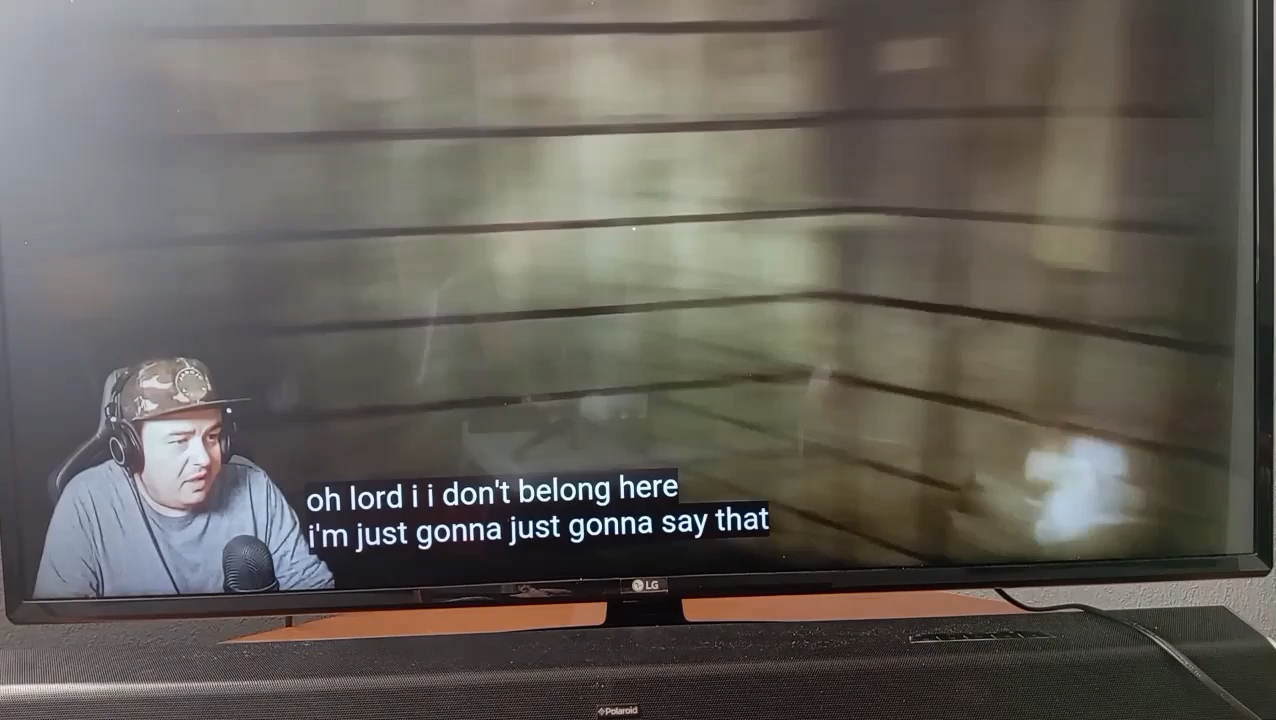 oh lord i i don't belong here
i'm just gonna just gonna say that
LG
Polaroid